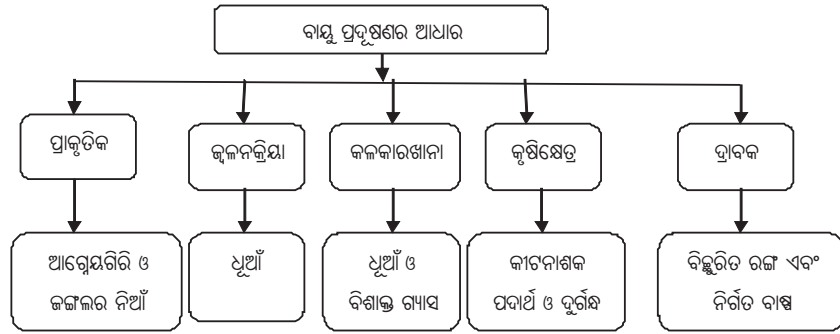 ବାୟୁ ପ୍ରଦୂଷଣର ଆଧାର
ପ୍ରାକୃତିକ
ଜ୍ୱଳନକ୍ରିୟା
କଳକାରଖାନା
କୃଷିକ୍ଷେତ୍ର
ଦ୍ରାବକ
ଆଗ୍ନେୟଗିରି ଓ
ଜଙ୍ଗଲର ନିଆଁ
ଧୂଆଁ
ଧୂଆଁ ଓ
ବିଶାକ୍ତ ଗ୍ୟାସ
କୀଟନାଶକ
ପଦାର୍ଥ ଓ ଦୁର୍ଗନ୍ଧ
ବିଚ୍ଛୁରିତ ରଙ୍ଗ ଏବଂ
ନିର୍ଗତ ବାଷ୍ପ